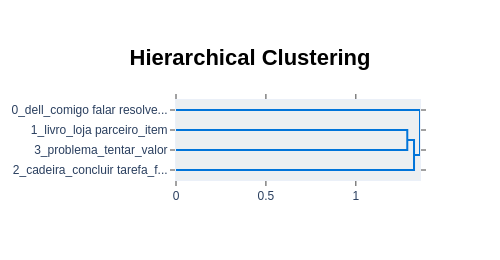 Hierarchical Clustering
0_dell_comigo falar resolve...
1_livro_loja parceiro_item
3_problema_tentar_valor
2_cadeira_concluir tarefa_f...
0 0.5 1